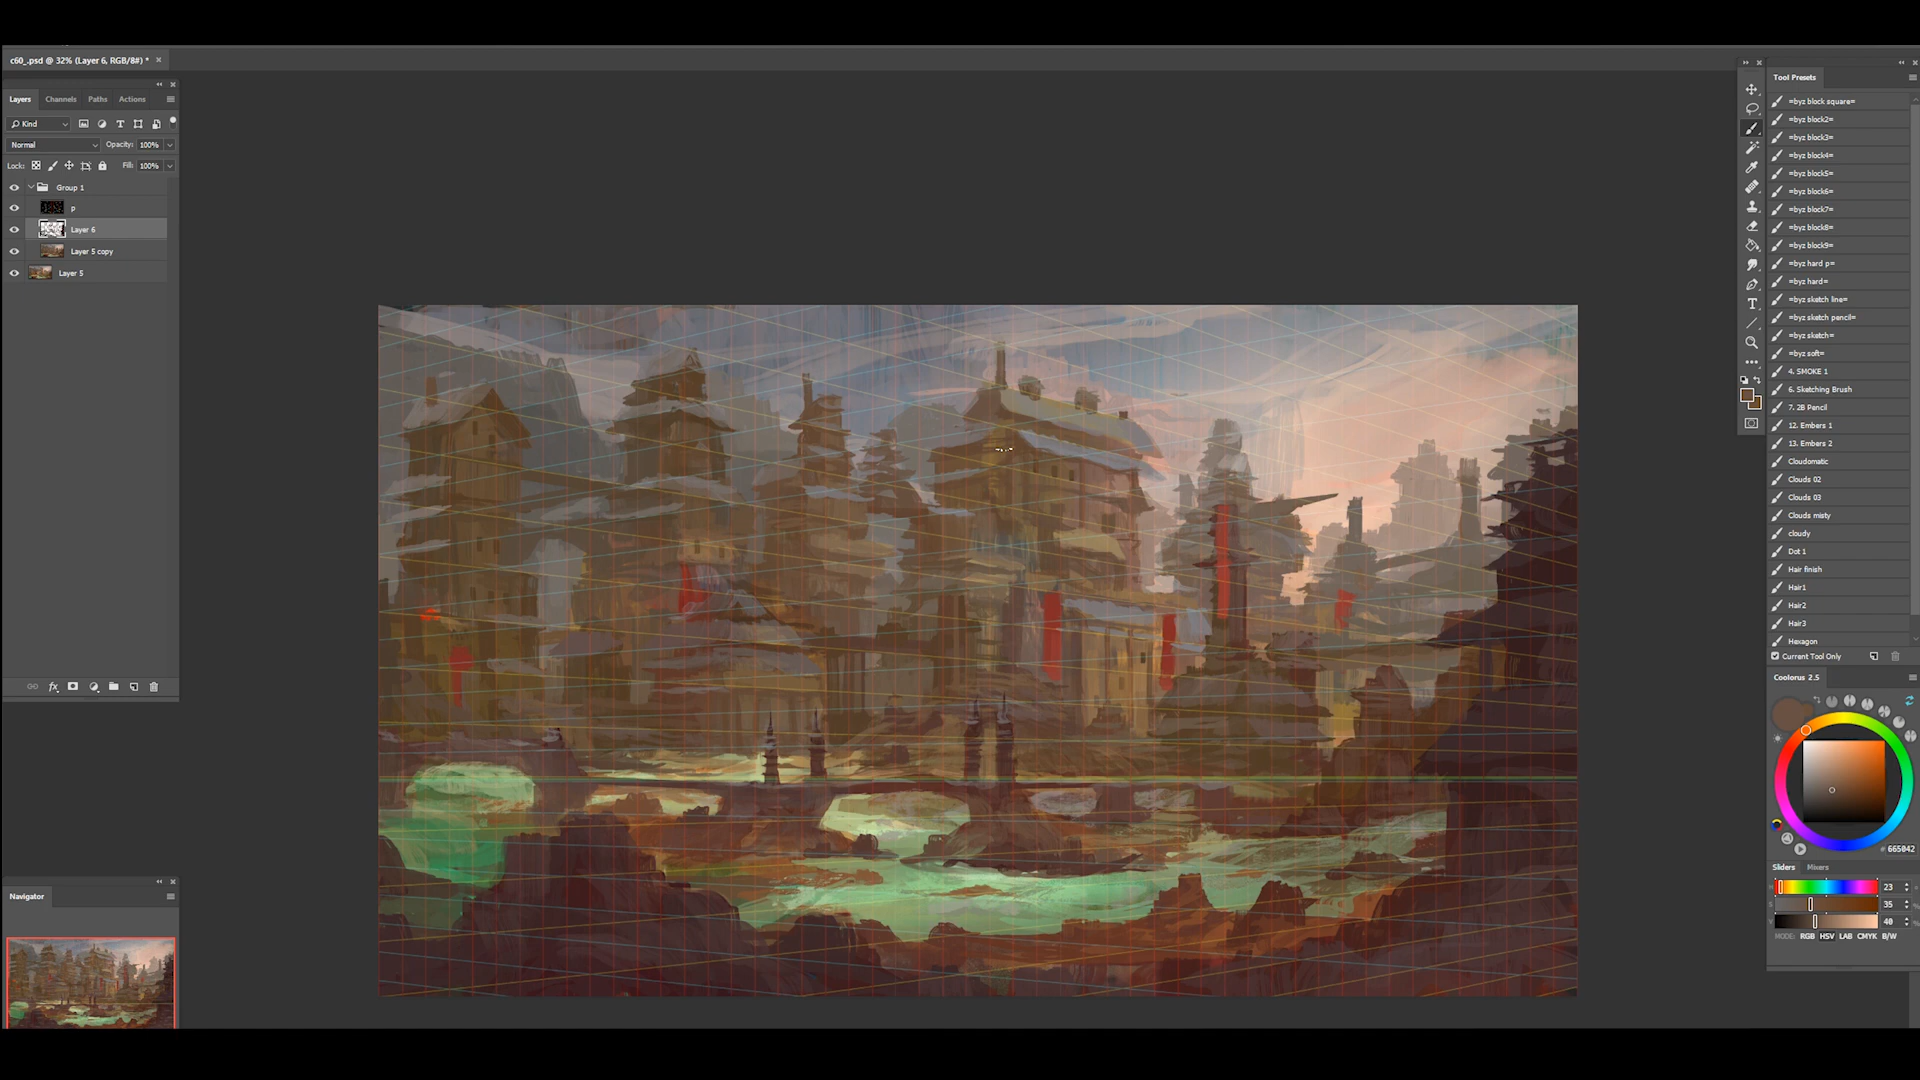 c60_.psd @ 32% (Layer 6, RGB/8#) *
Layers Channels Paths Actions
Kind
Normal Opacity: 100%
Lock: Fill: 100%
Group 1
p
Layer 6
Layer 5 copy
Layer 5
fx
Navigator
Tool Presets
=byz block square=
=byz block2=
=byz block3=
=byz block4=
=byz block5=
=byz block6=
=byz block7=
=byz block8=
=byz block9=
=byz hard p=
=byz hard=
=byz sketch line=
=byz sketch pencil=
=byz sketch=
=byz soft=
4. SMOKE 1
6. Sketching Brush
7. 2B Pencil
12. Embers 1
13. Embers 2
Cloudomatic
Clouds 02
Clouds 03
Clouds misty
cloudy
Dot 1
Hair finish
Hair1
Hair2
Hair3
Hexagon
Current Tool Only
Coolorus 2.5
# 665042
Sliders Mixers
H 23
S 35
V 40
MODE: RGB HSV LAB CMYK B/W